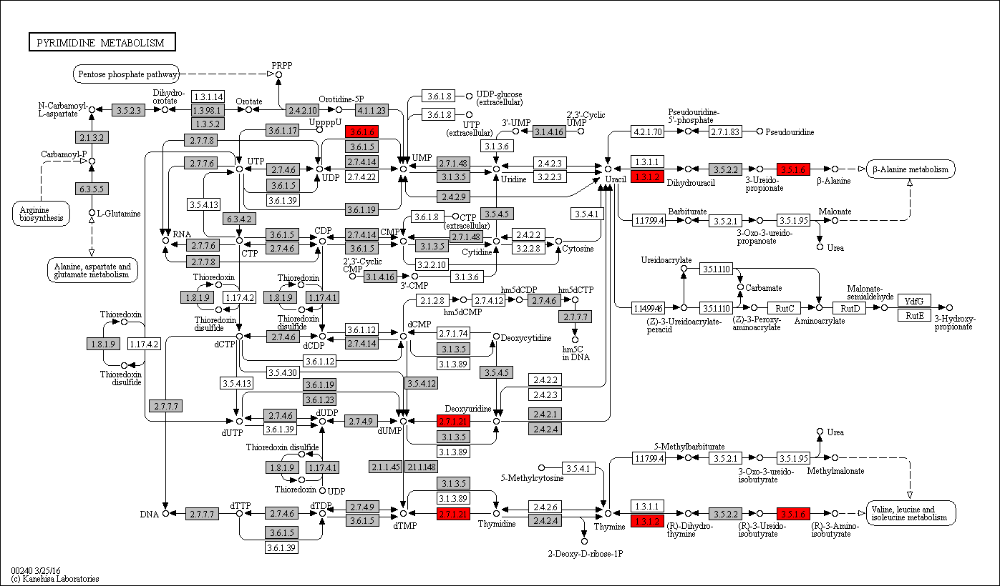 PYRIMIDINE METABOLISM
Pentose phosphate pathway
PRPP
N-Carbamoyl-
L-aspartate
3.5.2.3
Dihydro-
orotate
1.3.1.14
1.3.98.1
1.3.5.2
Orotate
2.4.2.10
Orotidine-5P
4.1.1.23
3.6.1.8
UDP-glucose
(extracellular)
3.6.1.8
UTP
(extracellular)
2.1.3.2
3.6.1.17
UppppU
3.6.1.6
3'-UMP
3.1.4.16
2',3'-Cyclic
UMP
Pseudouridine-
5'-phosphate
4.2.1.70
2.7.1.83
Pseudouridine
2.7.7.8
3.6.1.5
3.1.3.6
Carbamoyl-P
2.7.7.6
UTP
2.7.4.6
UDP
2.7.4.14
2.7.4.22
UMP
2.7.1.48
3.1.3.5
Uridine
2.4.2.3
3.2.2.3
Uracil
1.3.1.1
1.3.1.2
Dihydrouracil
3.5.2.2
3-Ureido-
propionate
3.5.1.6
β-Alanine
β-Alanine metabolism
6.3.5.5
3.6.1.5
3.6.1.39
2.4.2.9
Arginine
biosynthesis
L-Glutamine
3.5.4.13
6.3.4.2
3.6.1.19
3.6.1.8
CTP
(extracellular)
3.5.4.5
3.5.4.1
1.1.99.4
Barbiturate
3.5.2.1
3-Oxo-3-ureido-
propanoate
3.5.1.95
Malonate
Urea
RNA
2.7.7.6
CTP
3.6.1.5
2.7.4.6
CDP
2.7.4.14
3.6.1.5
CMP
2.7.1.48
3.1.3.5
Cytidine
2.4.2.2
3.2.2.8
Cytosine
2.7.7.8
3.2.2.10
Alanine, aspartate and
glutamate metabolism
2',3'-Cyclic
CMP
3.1.4.16
3'-CMP
3.1.3.6
Ureidoacrylate
3.5.1.110
Carbamate
Thioredoxin
1.8.1.9
1.17.4.2
Thioredoxin
disulfide
Thioredoxin
1.8.1.9
1.17.4.1
Thioredoxin
disulfide
2.1.2.8
hm5dCMP
2.7.4.12
hm5dCDP
2.7.4.6
hm5dCTP
2.7.7.7
hm5C
in DNA
1.14.99.46
(Z)-3-Ureidoacrylate-
peracid
3.5.1.110
(Z)-3-Peroxy-
aminoacrylate
RutC
Aminoacrylate
RutD
Malonate-
semialdehyde
YdfG
RutE
3-Hydroxy-
propionate
Thioredoxin
1.8.1.9
1.17.4.2
Thioredoxin
disulfide
dCTP
2.7.4.6
dCDP
3.6.1.12
2.7.4.14
dCMP
2.7.1.74
3.1.3.5
3.1.3.89
Deoxycytidine
3.6.1.12
3.5.4.30
3.5.4.13
3.5.4.12
3.5.4.5
3.6.1.19
3.6.1.23
2.4.2.2
2.4.2.3
2.7.7.7
dUTP
2.7.4.6
3.6.1.39
dUDP
2.7.4.9
dUMP
2.7.1.21
3.1.3.5
3.1.3.89
Deoxyuridine
2.4.2.1
2.4.2.4
Thioredoxin disulfide
1.8.1.9
1.17.4.1
Thioredoxin
UDP
2.1.1.45
2.1.1.148
5-Methylcytosine
3.5.4.1
1.1.99.4
5-Methylbarbiturate
3.5.2.1
3-Oxo-3-ureido-
isobutyrate
3.5.1.95
Methylmalonate
Urea
DNA
2.7.7.7
dTTP
2.7.4.6
dTDP
2.7.4.9
3.6.1.5
dTMP
3.1.3.5
3.1.3.89
2.7.1.21
Thymidine
2.4.2.6
2.4.2.4
Thymine
1.3.1.1
1.3.1.2
(R)-Dihydro-
thymine
3.5.2.2
(R)-3-Ureido-
isobutyrate
3.5.1.6
(R)-3-Amino-
isobutyrate
Valine, leucine and
isoleucine metabolism
3.6.1.5
3.6.1.39
2-Deoxy-D-ribose-1P
00240 3/25/16
(c) Kanehisa Laboratories